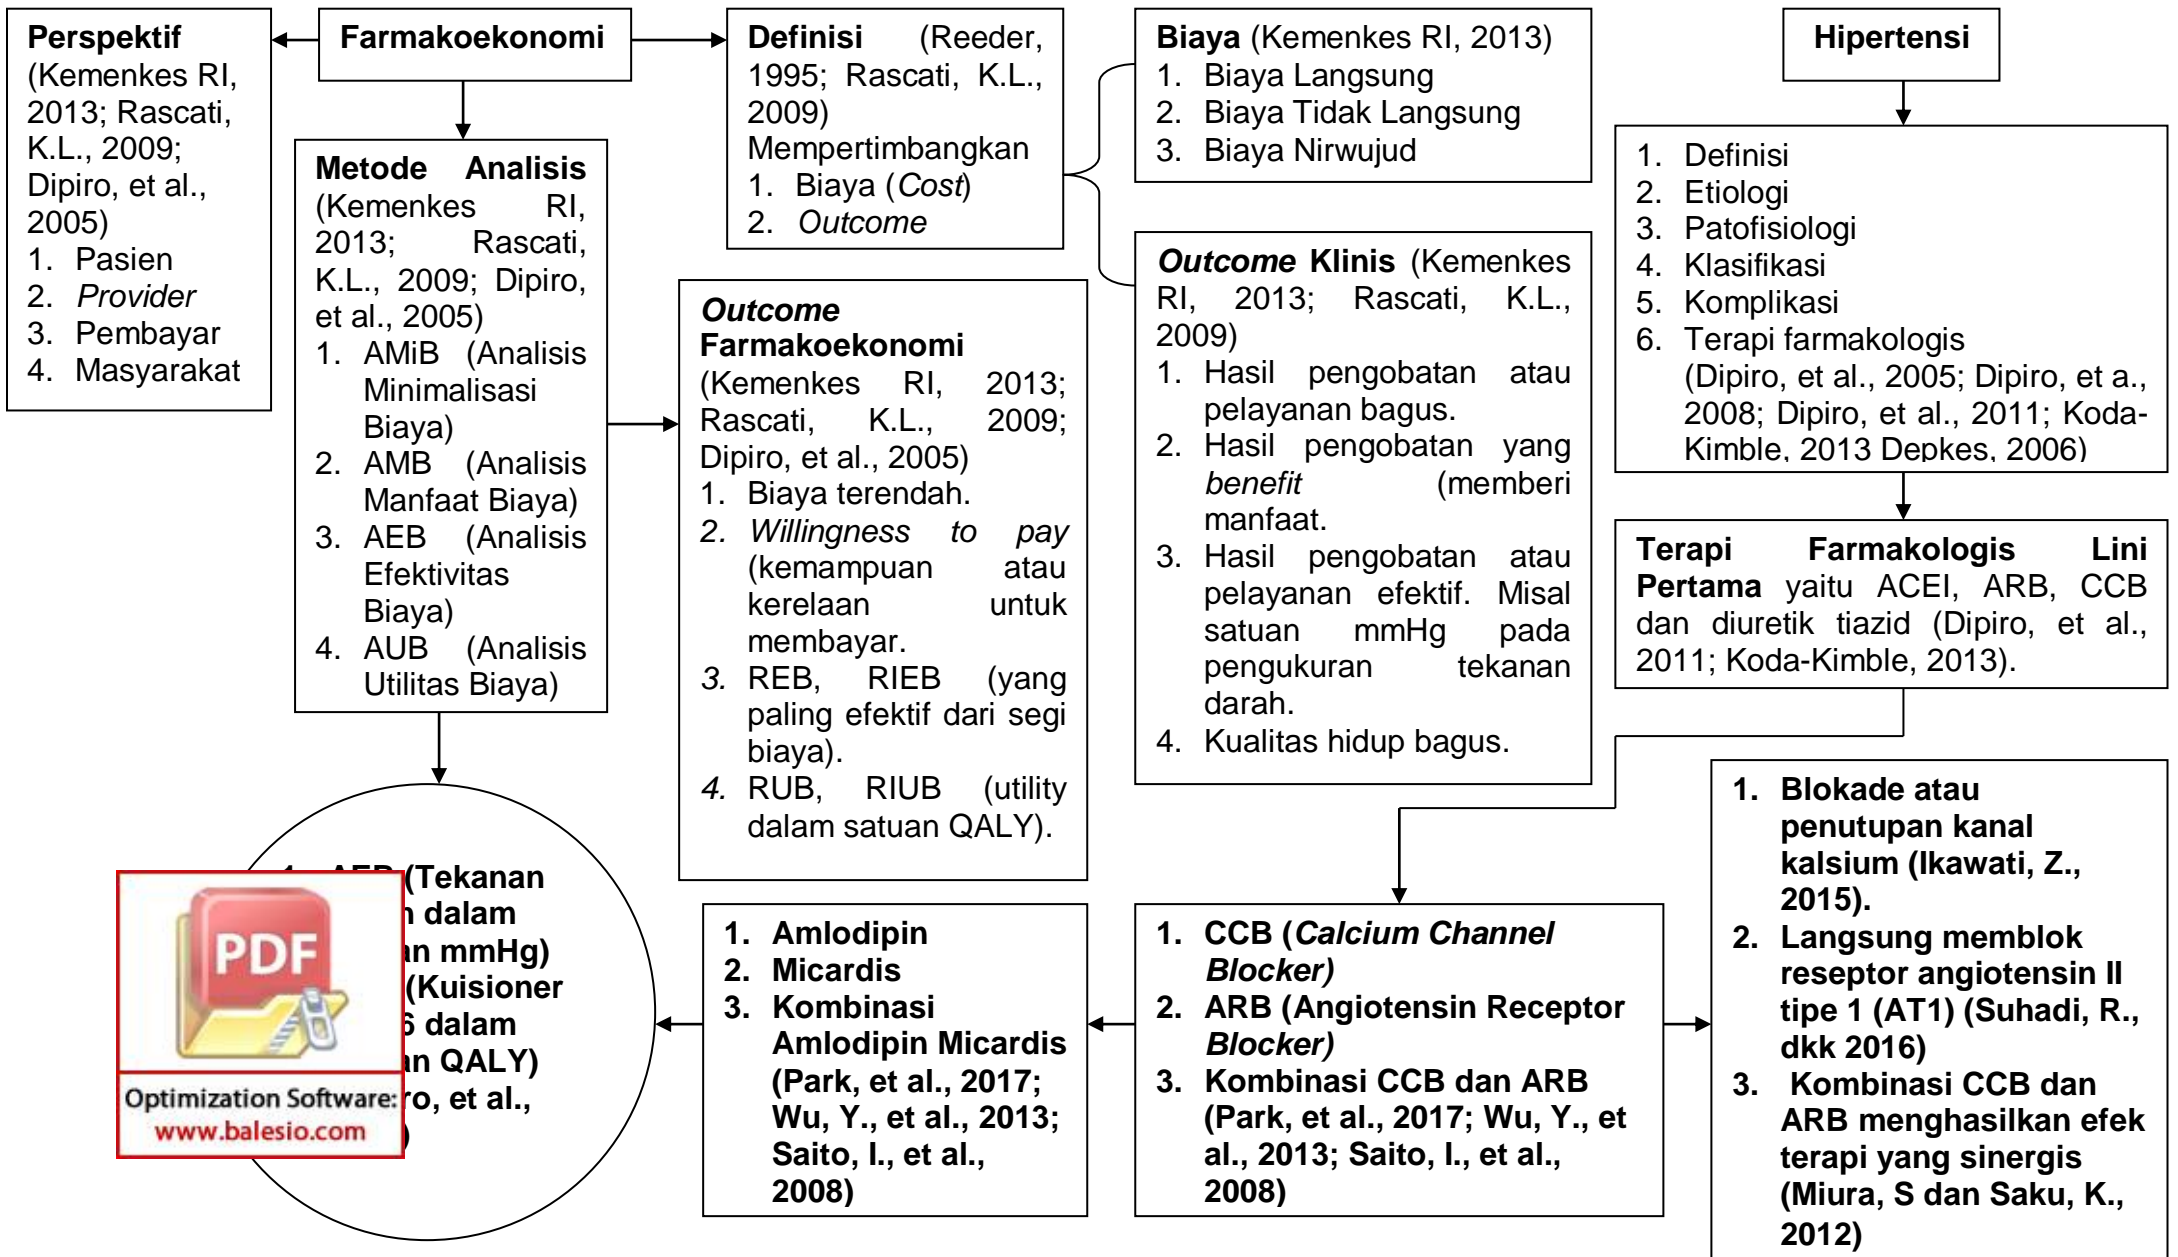 Perspektif
(Kemenkes RI,
2013; Rascati,
K.L., 2009;
Dipiro, et al.,
2005)
1. Pasien
2. Provider
3. Pembayar
4. Masyarakat
Farmakoekonomi
Metode Analisis
(Kemenkes RI,
2013; Rascati,
K.L., 2009; Dipiro,
et al., 2005)
1. AMiB (Analisis
Minimalisasi
Biaya)
2. AMB (Analisis
Manfaat Biaya)
3. AEB (Analisis
Efektivitas
Biaya)
4. AUB (Analisis
Utilitas Biaya)
Definisi (Reeder,
1995; Rascati, K.L.,
2009)
Mempertimbangkan
1. Biaya (Cost)
2. Outcome
Outcome
Farmakoekonomi
(Kemenkes RI, 2013;
Rascati, K.L., 2009;
Dipiro, et al., 2005)
1. Biaya terendah.
2. Willingness to pay
(kemampuan atau
kerelaan untuk
membayar.
3. REB, RIEB (yang
paling efektif dari segi
biaya).
4. RUB, RIUB (utility
dalam satuan QALY).
Biaya (Kemenkes RI, 2013)
1. Biaya Langsung
2. Biaya Tidak Langsung
3. Biaya Nirwujud
Outcome Klinis (Kemenkes
RI, 2013; Rascati, K.L.,
2009)
1. Hasil pengobatan atau
pelayanan bagus.
2. Hasil pengobatan yang
benefit (memberi
manfaat.
3. Hasil pengobatan atau
pelayanan efektif. Misal
satuan mmHg pada
pengukuran tekanan
darah.
4. Kualitas hidup bagus.
Hipertensi
1. Definisi
2. Etiologi
3. Patofisiologi
4. Klasifikasi
5. Komplikasi
6. Terapi farmakologis
(Dipiro, et al., 2005; Dipiro, et a.,
2008; Dipiro, et al., 2011; Koda-
Kimble, 2013 Depkes, 2006)
Terapi Farmakologis Lini
Pertama yaitu ACEI, ARB, CCB
dan diuretik tiazid (Dipiro, et al.,
2011; Koda-Kimble, 2013).
1. Blokade atau
penutupan kanal
kalsium (Ikawati, Z.,
2015).
2. Langsung memblok
reseptor angiotensin II
tipe 1 (AT1) (Suhadi, R.,
dkk 2016)
3. Kombinasi CCB dan
ARB menghasilkan efek
terapi yang sinergis
(Miura, S dan Saku, K.,
2012)
1. CCB (Calcium Channel
Blocker)
2. ARB (Angiotensin Receptor
Blocker)
3. Kombinasi CCB dan ARB
(Park, et al., 2017; Wu, Y., et
al., 2013; Saito, I., et al.,
2008)
1. Amlodipin
2. Micardis
3. Kombinasi
Amlodipin Micardis
(Park, et al., 2017;
Wu, Y., et al., 2013;
Saito, I., et al.,
2008)
(Tekanan
dalam
mmHg)
(Kuisioner
dalam
QALY)
et al.,
PDF
Optimization Software:
www.balesio.com